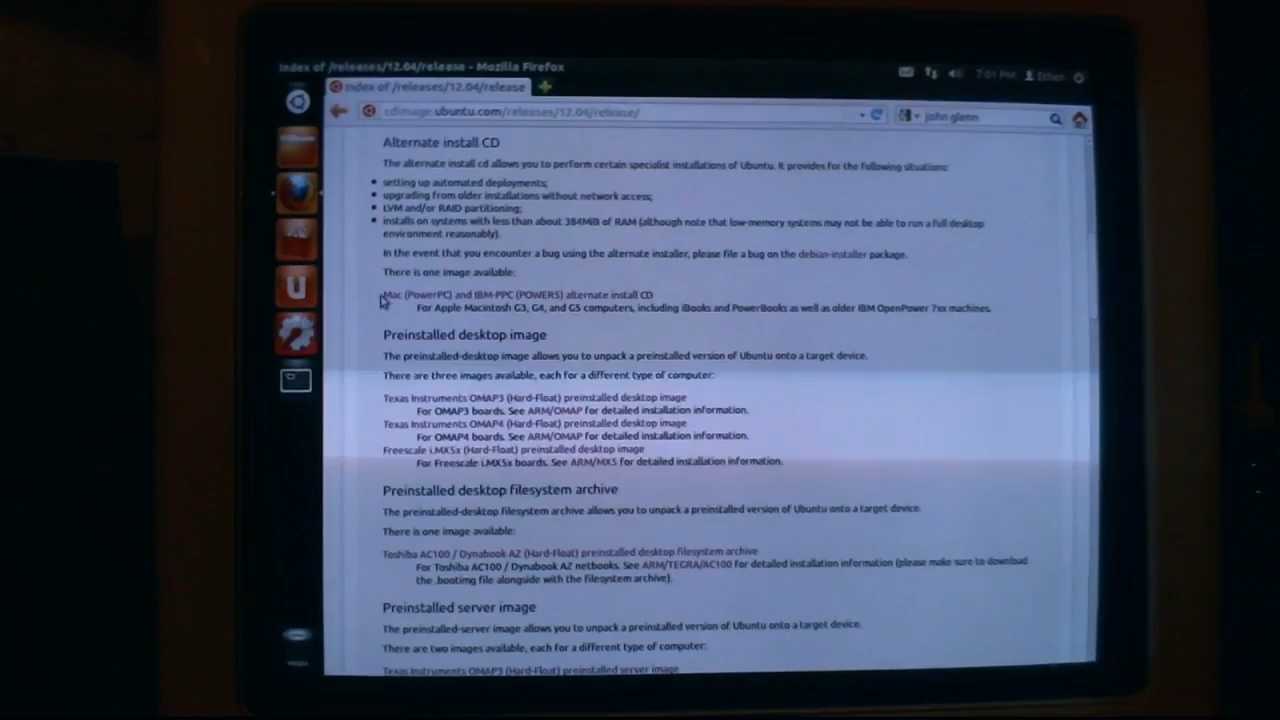 Index of /releases/12.04/release - Mozilla Firefox
7:01 PM Ethan
Index of /releases/12.04/release
cdimage.ubuntu.com/releases/12.04/release/
john glenn
Alternate install CD
The alternate install cd allows you to perform certain specialist installations of Ubuntu. It provides for the following situations:
setting up automated deployments;
upgrading from older installations without network access;
LVM and/or RAID partitioning;
installs on systems with less than about 384MiB of RAM (although note that low-memory systems may not be able to run a full desktop
environment reasonably).
In the event that you encounter a bug using the alternate installer, please file a bug on the debian-installer package.
There is one image available:
Mac (PowerPC) and IBM-PPC (POWER5) alternate install CD
For Apple Macintosh G3, G4, and G5 computers, including iBooks and PowerBooks as well as older IBM OpenPower 7xx machines.
Preinstalled desktop image
The preinstalled-desktop image allows you to unpack a preinstalled version of Ubuntu onto a target device.
There are three images available, each for a different type of computer:
Texas Instruments OMAP3 (Hard-Float) preinstalled desktop image
For OMAP3 boards. See ARM/OMAP for detailed installation information.
Texas Instruments OMAP4 (Hard-Float) preinstalled desktop image
For OMAP4 boards. See ARM/OMAP for detailed installation information.
Freescale i.MX5x (Hard-Float) preinstalled desktop image
For Freescale i.MX5x boards. See ARM/MX5 for detailed installation information.
Preinstalled desktop filesystem archive
The preinstalled-desktop filesystem archive allows you to unpack a preinstalled version of Ubuntu onto a target device.
There is one image available:
Toshiba AC100 / Dynabook AZ (Hard-Float) preinstalled desktop filesystem archive
For Toshiba AC100 / Dynabook AZ netbooks. See ARM/TEGRA/AC100 for detailed installation information (please make sure to download
the .bootimg file alongside with the filesystem archive).
Preinstalled server image
The preinstalled-server image allows you to unpack a preinstalled version of Ubuntu onto a target device.
There are two images available, each for a different type of computer:
Texas Instruments OMAP3 (Hard-Float) preinstalled server image